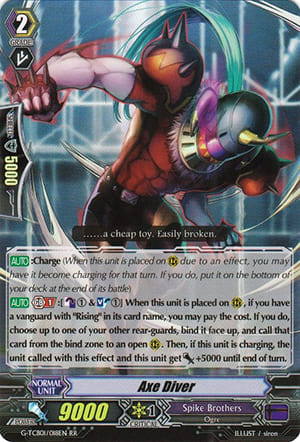 2
GRADE
5000
……a cheap toy. Easily broken.
AUTO :Charge (When this unit is placed on due to an effect, you may
have it become charging for that turn. If you do, put it on the bottom of
your deck at the end of its battle)
AUTO CB 1 : [ 1 & 1 ] When this unit is placed on , if you have
a vanguard with "Rising" in its card name, you may pay the cost. If you do,
choose up to one of your other rear-guards, bind it face up, and call that
card from the bind zone to an open . Then, if this unit is charging, the
unit called with this effect and this unit get +5000 until end of turn.
NORMAL
UNIT
Axe Diver
POWER
9000
1
CRITICAL
Spike Brothers
Ogre
G-TCB01/018EN RR
ILLUST / siron